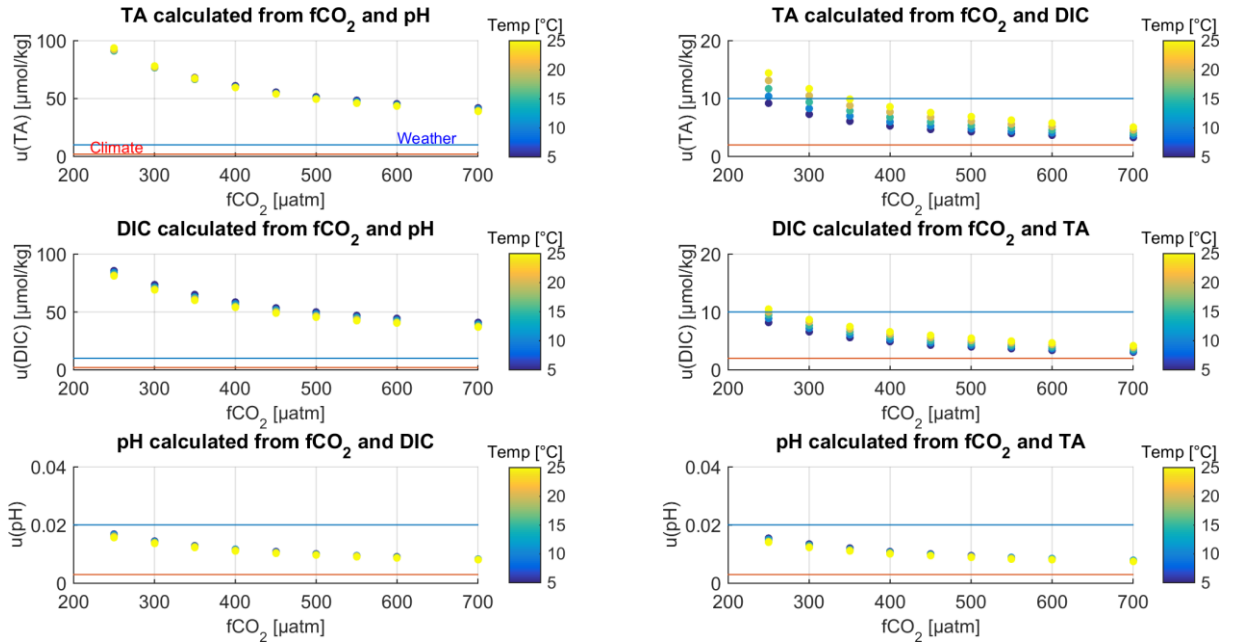 TA calculated from fCO₂ and pH
Temp [°C]
u(TA) [µmol/kg]
100
50
0
Weather
Climate
200 300 400 500 600 700
fCO₂ [µatm]
25
20
15
10
5
TA calculated from fCO₂ and DIC
Temp [°C]
u(TA) [µmol/kg]
20
10
0
200 300 400 500 600 700
fCO₂ [µatm]
25
20
15
10
5
DIC calculated from fCO₂ and pH
Temp [°C]
u(DIC) [µmol/kg]
100
50
0
200 300 400 500 600 700
fCO₂ [µatm]
25
20
15
10
5
DIC calculated from fCO₂ and TA
Temp [°C]
u(DIC) [µmol/kg]
20
10
0
200 300 400 500 600 700
fCO₂ [µatm]
25
20
15
10
5
pH calculated from fCO₂ and DIC
Temp [°C]
u(pH)
0.04
0.02
0
200 300 400 500 600 700
fCO₂ [µatm]
25
20
15
10
5
pH calculated from fCO₂ and TA
Temp [°C]
u(pH)
0.04
0.02
0
200 300 400 500 600 700
fCO₂ [µatm]
25
20
15
10
5